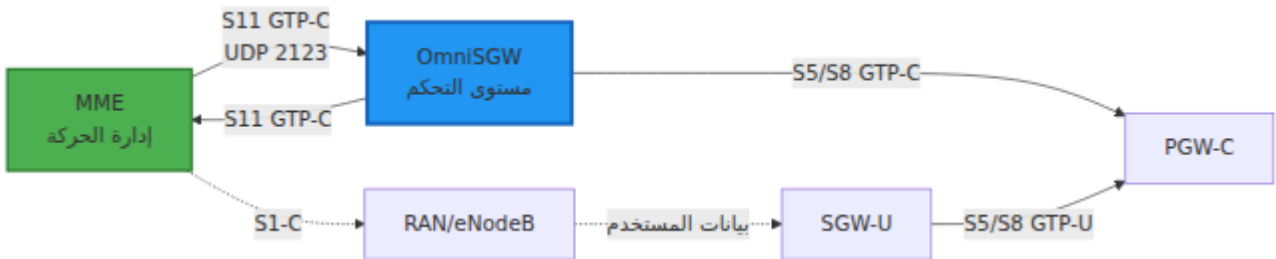 S11 GTP-C
UDP 2123
OmniSGW
مستوى التحكم
S5/S8 GTP-C
MME
إدارة الحركة
S11 GTP-C
PGW-C
S1-C
RAN/eNodeB
بيانات المستخدم
SGW-U
S5/S8 GTP-U